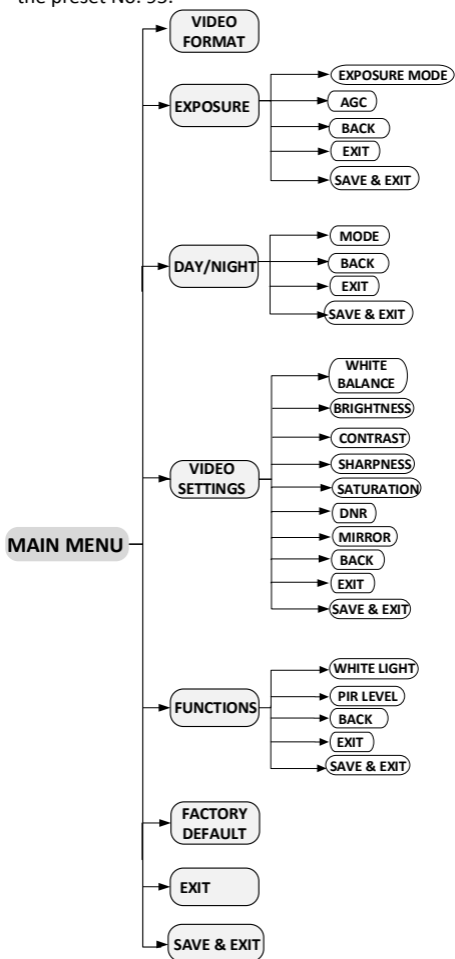 the preset No. 95.
VIDEO
FORMAT
EXPOSURE
EXPOSURE MODE
AGC
BACK
EXIT
SAVE & EXIT
DAY/NIGHT
MODE
BACK
EXIT
SAVE & EXIT
VIDEO
SETTINGS
WHITE
BALANCE
BRIGHTNESS
CONTRAST
SHARPNESS
SATURATION
DNR
MIRROR
BACK
EXIT
SAVE & EXIT
MAIN MENU
FUNCTIONS
WHITE LIGHT
PIR LEVEL
BACK
EXIT
SAVE & EXIT
FACTORY
DEFAULT
EXIT
SAVE & EXIT